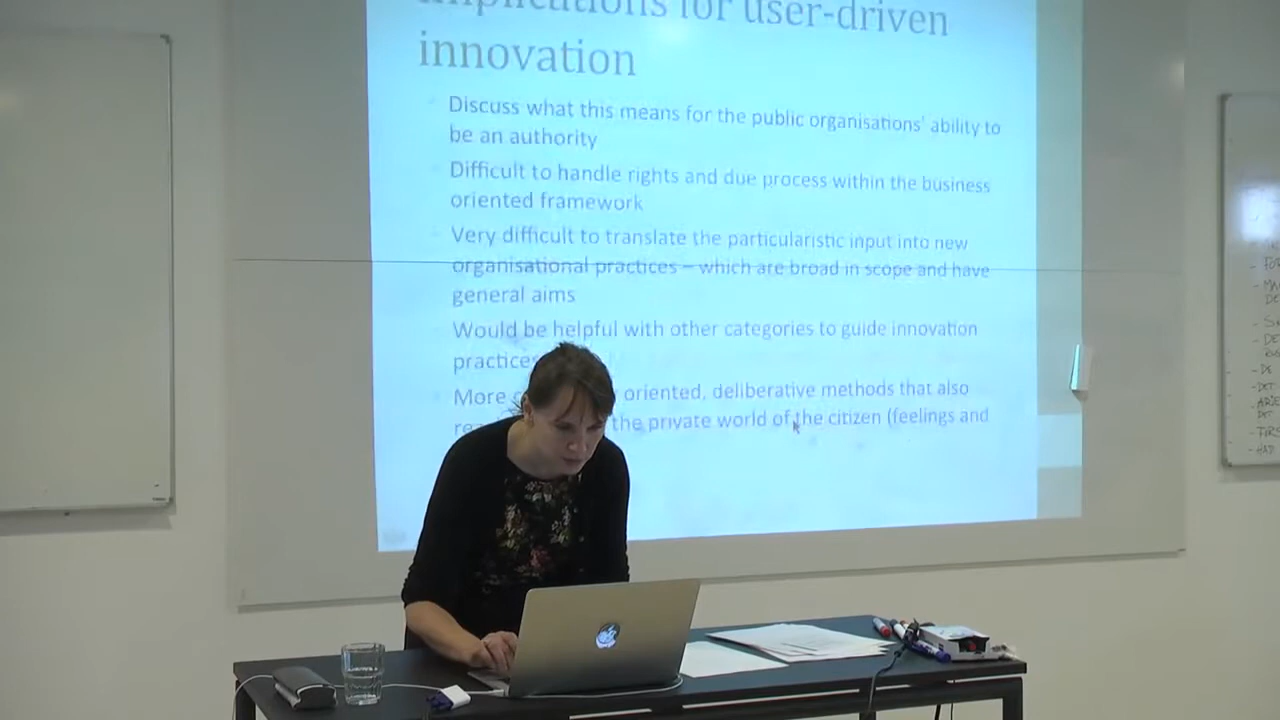 Implications for user-driven
innovation
Discuss what this means for the public organisations' ability to
be an authority
Difficult to handle rights and due process within the business
oriented framework
Very difficult to translate the particularistic input into new
organisational practices – which are broad in scope and have
general aims
Would be helpful with other categories to guide innovation
practices
More oriented, deliberative methods that also
the private world of the citizen (feelings and